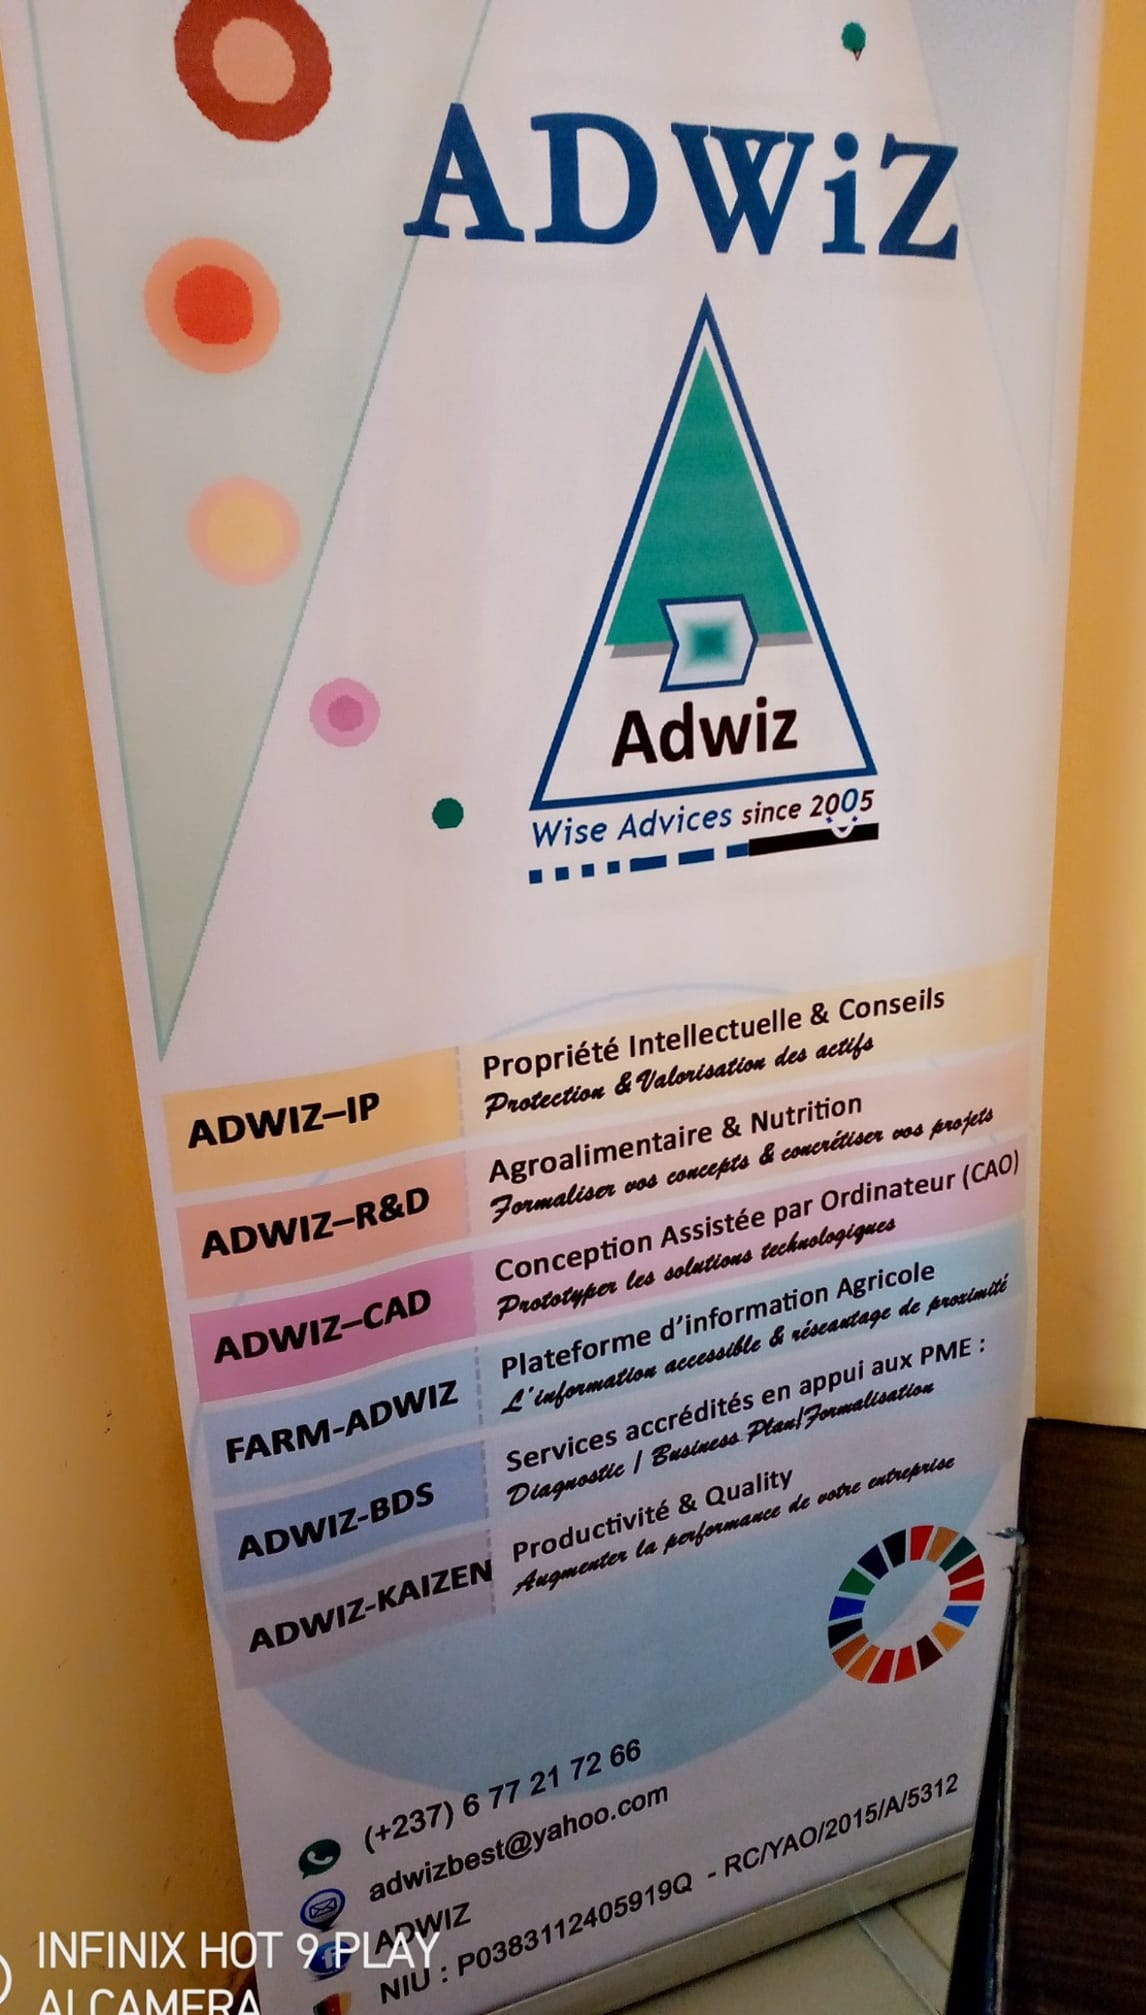 ADWiZ
Adwiz
Wise Advices since 2005
ADWIZ–IP
Propriété Intellectuelle & Conseils
Protection & Valorisation des actifs
ADWIZ–R&D
Agroalimentaire & Nutrition
Formaliser vos concepts & concrétiser vos projets
ADWIZ–CAD
Conception Assistée par Ordinateur (CAO)
Prototyper les solutions technologiques
FARM-ADWIZ
Plateforme d'information Agricole
L'information accessible & réseautage de proximité
ADWIZ-BDS
Services accrédités en appui aux PME :
Diagnostic / Business Plan/Formalisation
ADWIZ-KAIZEN
Productivité & Quality
Augmenter la performance de votre entreprise
(+237) 6 77 21 72 66
adwizbest@yahoo.com
ADWIZ
NIU : P0383112405919Q - RC/YAO/2015/A/5312
INFINIX HOT 9 PLAY
AI CAMERA